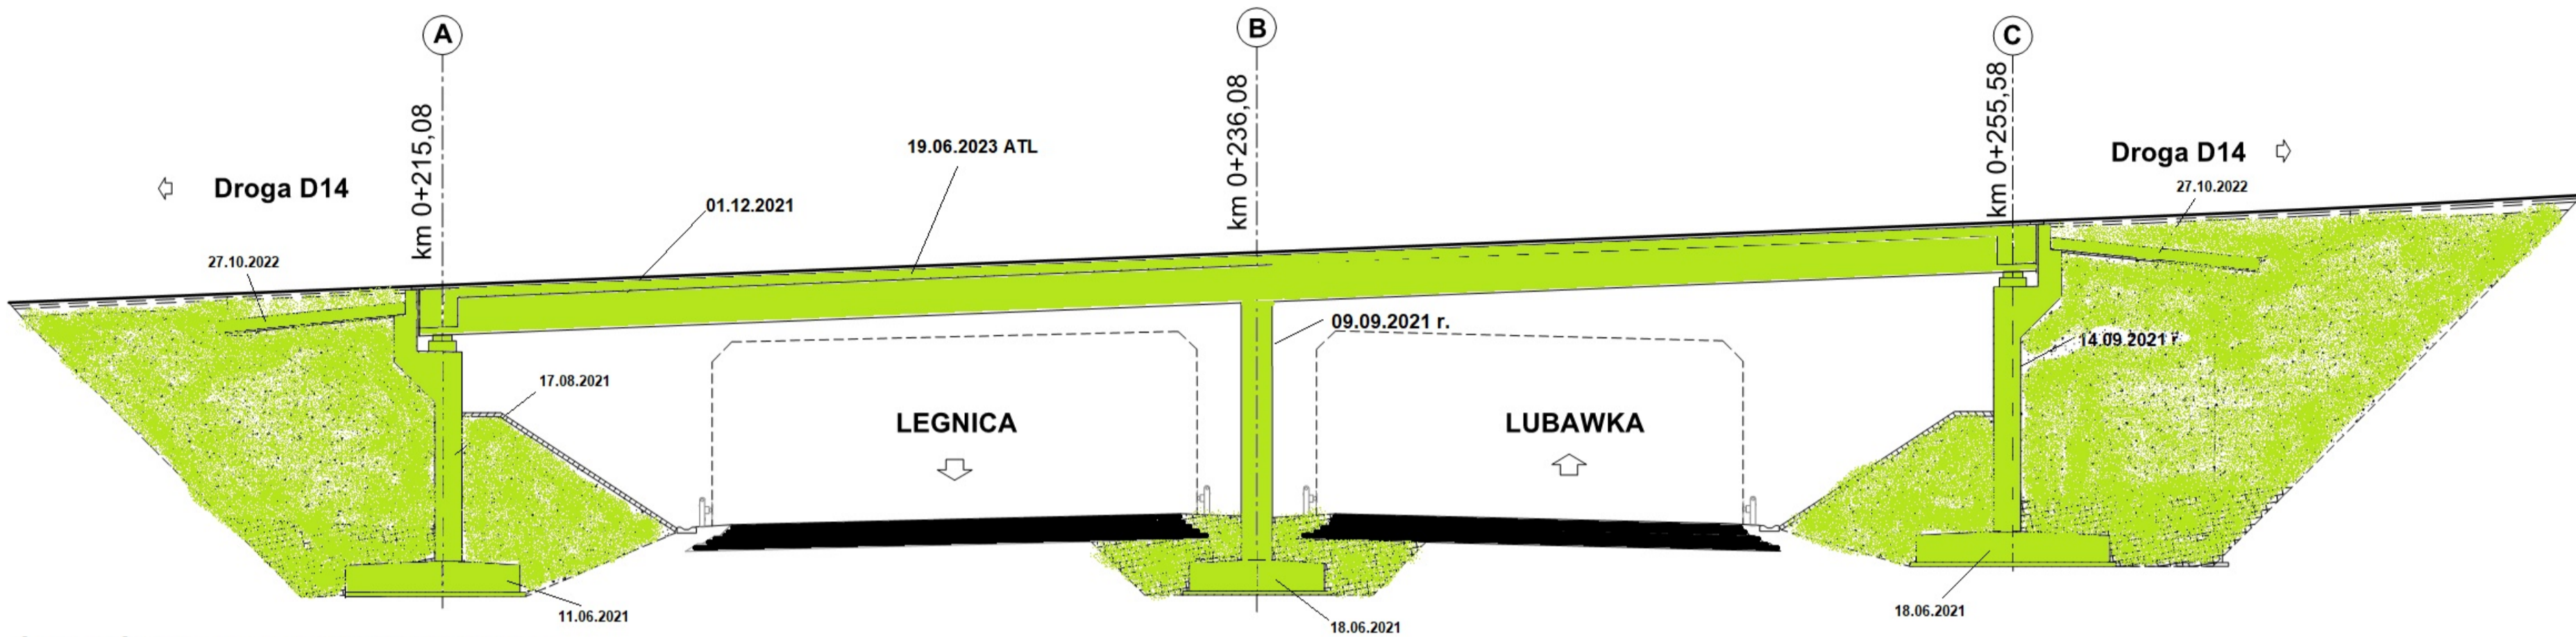 A
B
C
km 0+215,08
km 0+236,08
km 0+255,58
Droga D14
19.06.2023 ATL
Droga D14
01.12.2021
27.10.2022
27.10.2022
09.09.2021 r.
14.09.2021 r
17.08.2021
LEGNICA
LUBAWKA
11.06.2021
18.06.2021
18.06.2021